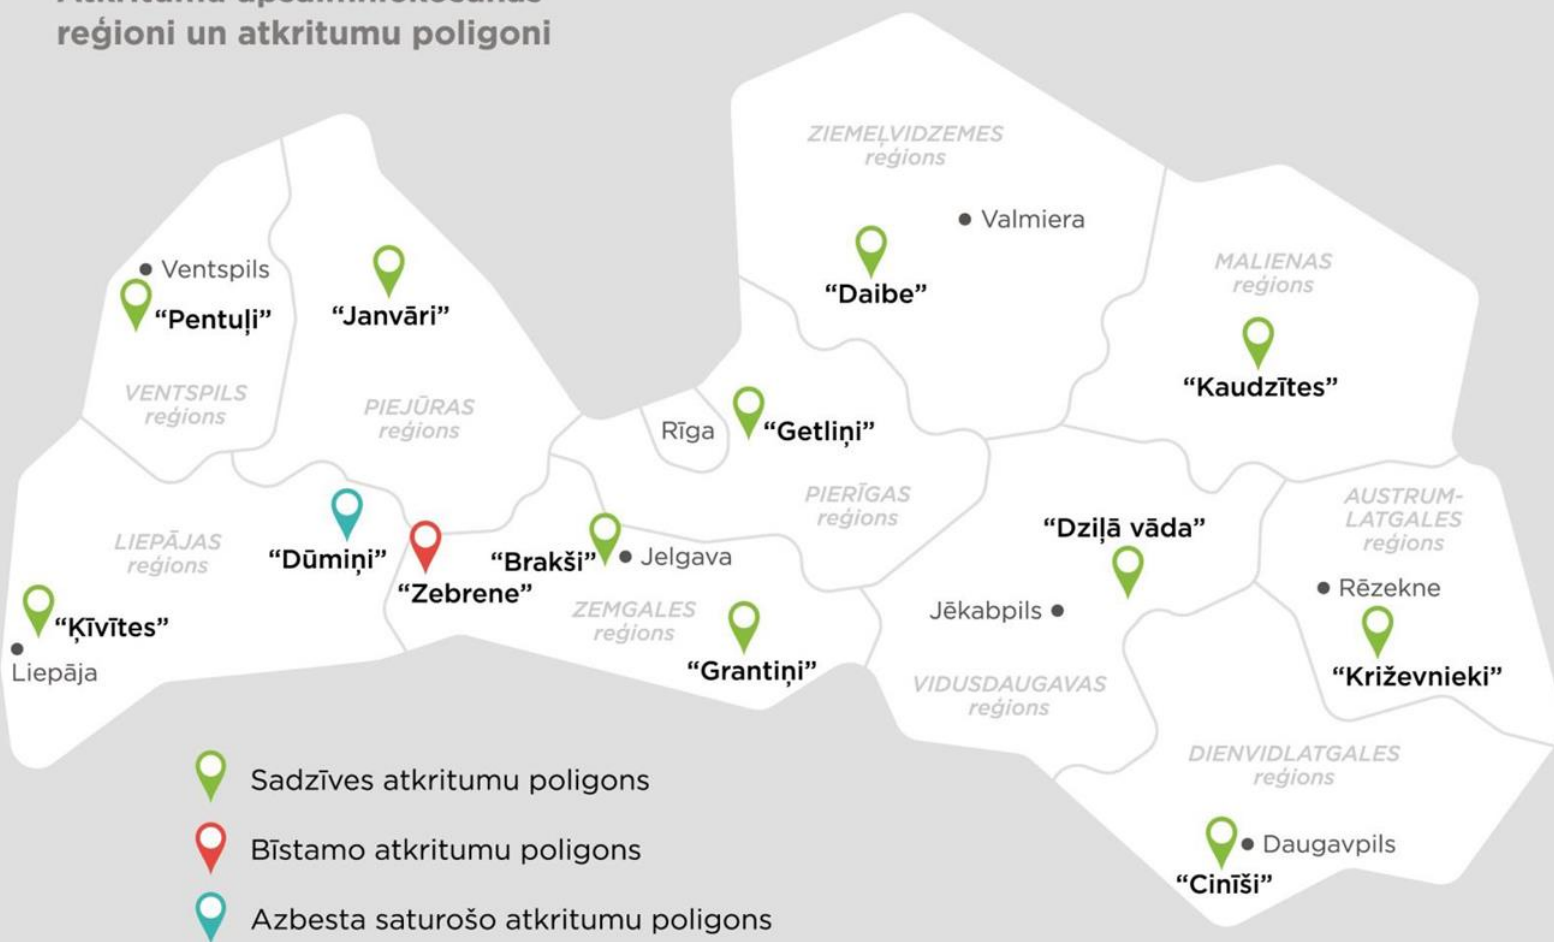 Atkritumu apsaimniekošanas
reģioni un atkritumu poligoni
ZIEMEĻVIDZEMES
reģions
Valmiera
“Daibe”
MALIENAS
reģions
“Kaudzītes”
Ventspils
“Pentuļi”
VENTSPILS
reģions
“Janvāri”
PIEJŪRAS
reģions
Rīga
“Getliņi”
PIERĪGAS
reģions
LIEPĀJAS
reģions
“Dūmiņi”
“Zebrene”
“Brakši”
Jelgava
“Ķīvītes”
Liepāja
ZEMGALES
reģions
“Grantiņi”
“Dziļā vāda”
Jēkabpils
VIDUSDAUGAVAS
reģions
AUSTRUM-
LATGALES
reģions
Rēzekne
“Križevnieki”
DIENVIDLATGALES
reģions
Daugavpils
“Cinīši”
Sadzīves atkritumu poligons
Bīstamo atkritumu poligons
Azbesta saturošo atkritumu poligons